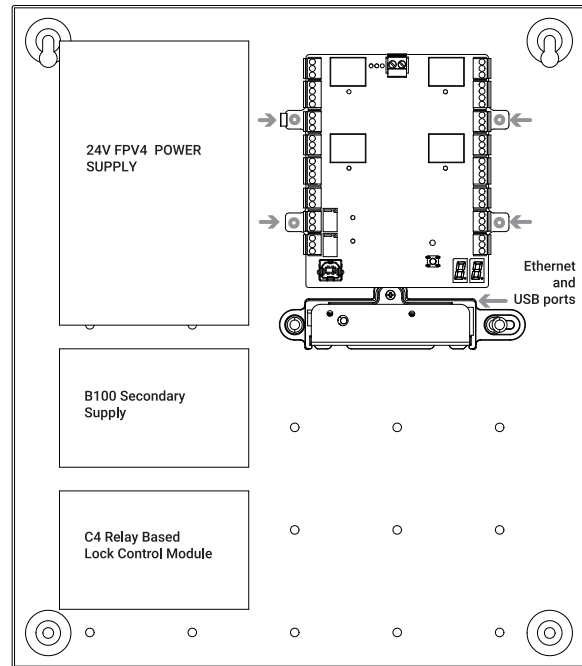 24V FPV4 POWER
SUPPLY
Ethernet
and
USB ports
B100 Secondary
Supply
C4 Relay Based
Lock Control Module